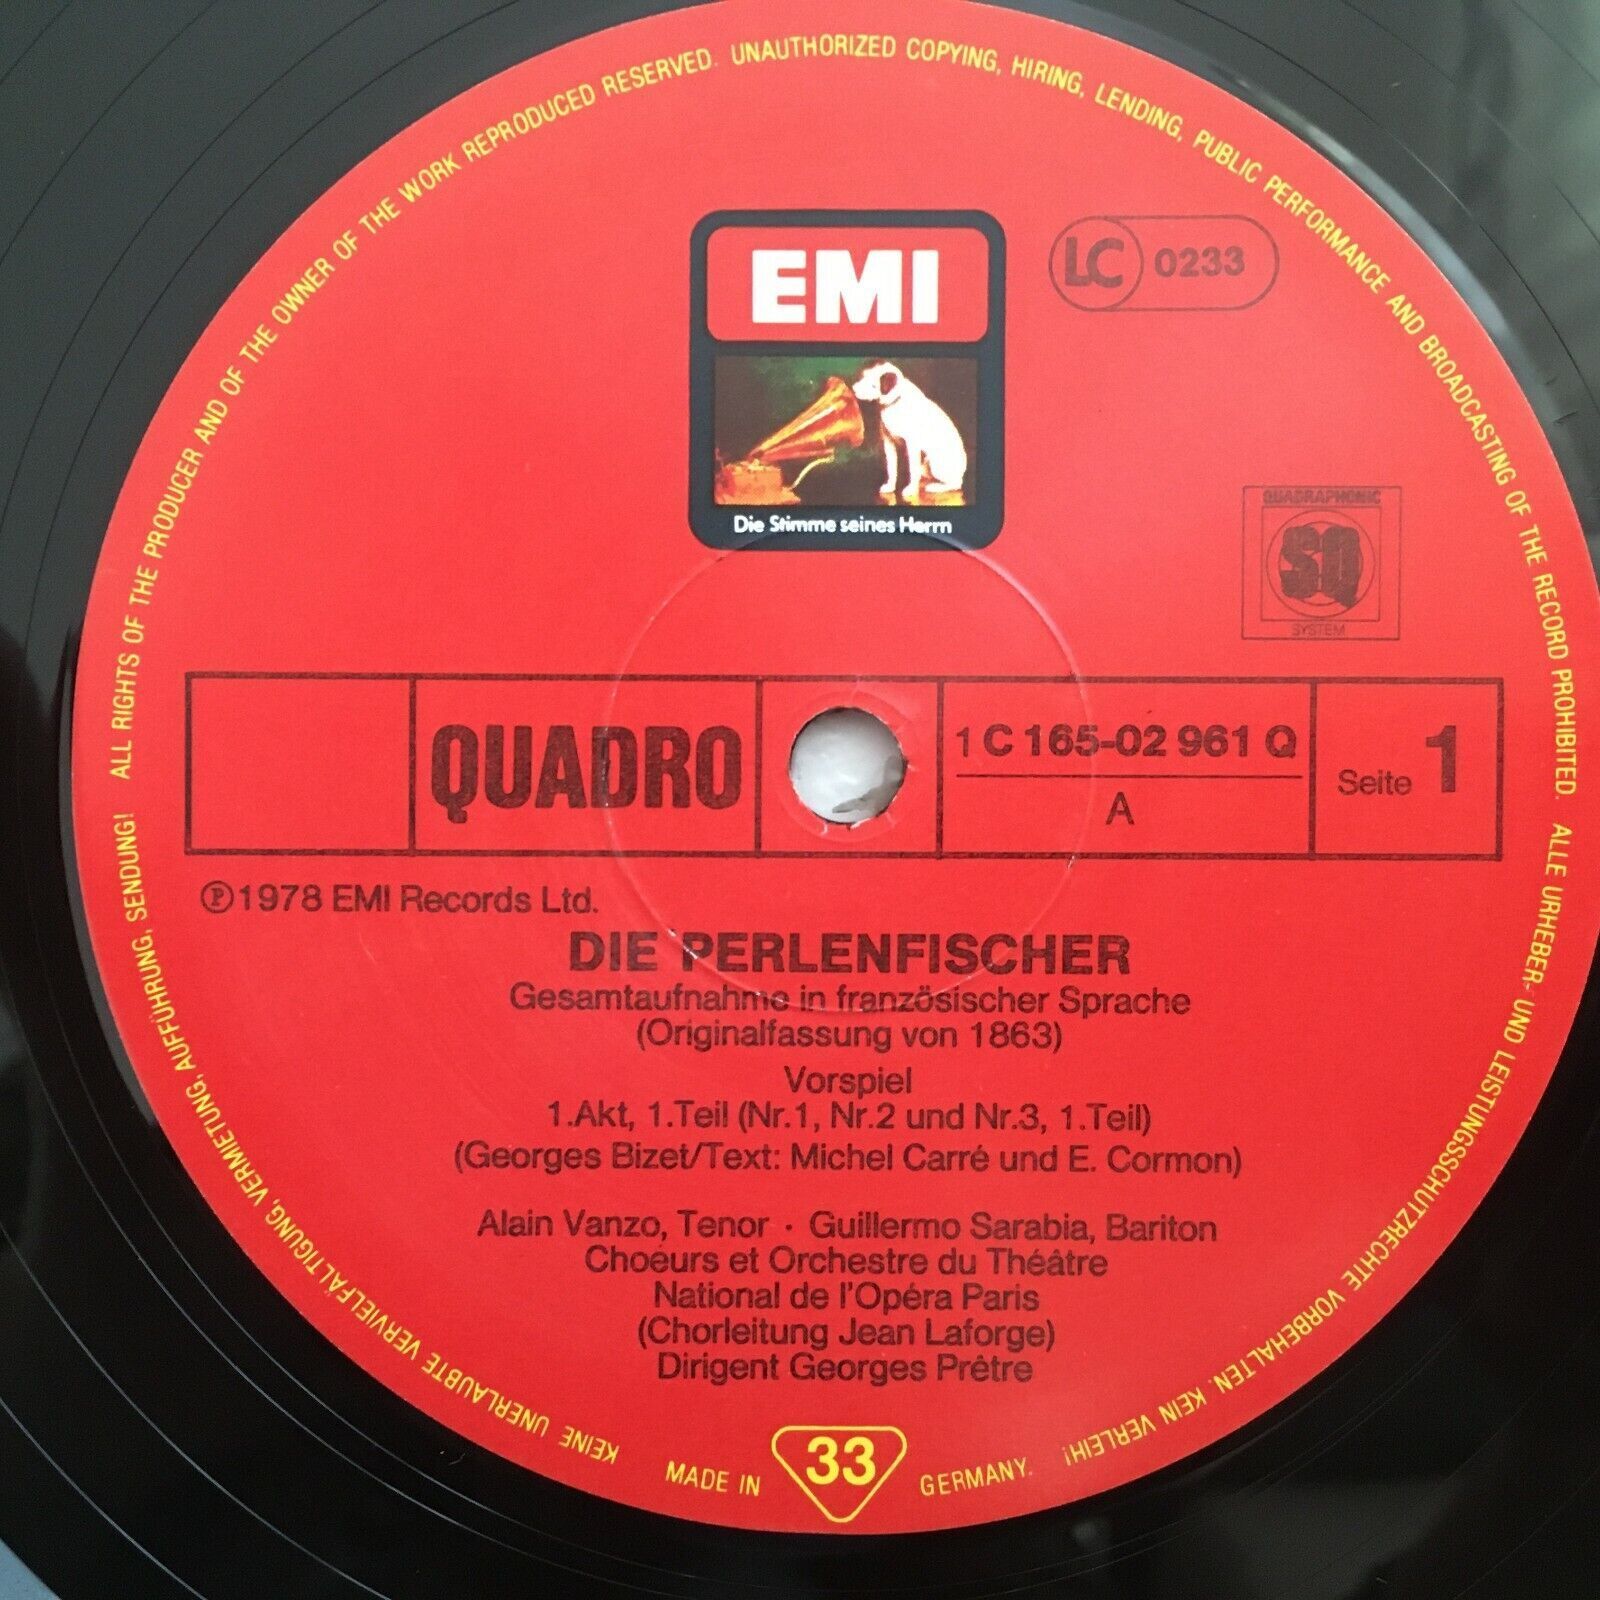 ALL RIGHTS OF THE PRODUCER AND OF THE OWNER OF THE WORK REPRODUCED RESERVED. UNAUTHORIZED COPYING, HIRING, LENDING, PUBLIC PERFORMANCE AND BROADCASTING OF THE RECORD PROHIBITED.
ALLE URHEBER- UND LEISTUNGSSCHUTZRECHTE VORBEHALTEN. KEIN VERLEIH!
KEINE UNERLAUBTE VERVIELFÄLTIGUNG, VERMIETUNG, AUFFÜHRUNG, SENDUNG!
EMI
Die Stimme seines Herrn
LC 0233
QUADRAPHONIC
SQ
SYSTEM
QUADRO
1 C 165-02 961 Q
A
Seite 1
Ⓟ1978 EMI Records Ltd.
DIE PERLENFISCHER
Gesamtaufnahme in französischer Sprache
(Originalfassung von 1863)
Vorspiel
1.Akt, 1.Teil (Nr.1, Nr.2 und Nr.3, 1.Teil)
(Georges Bizet/Text: Michel Carré und E. Cormon)
Alain Vanzo, Tenor · Guillermo Sarabia, Bariton
Choéurs et Orchestre du Théâtre
National de l'Opéra Paris
(Chorleitung Jean Laforge)
Dirigent Georges Prêtre
MADE IN 33 GERMANY.